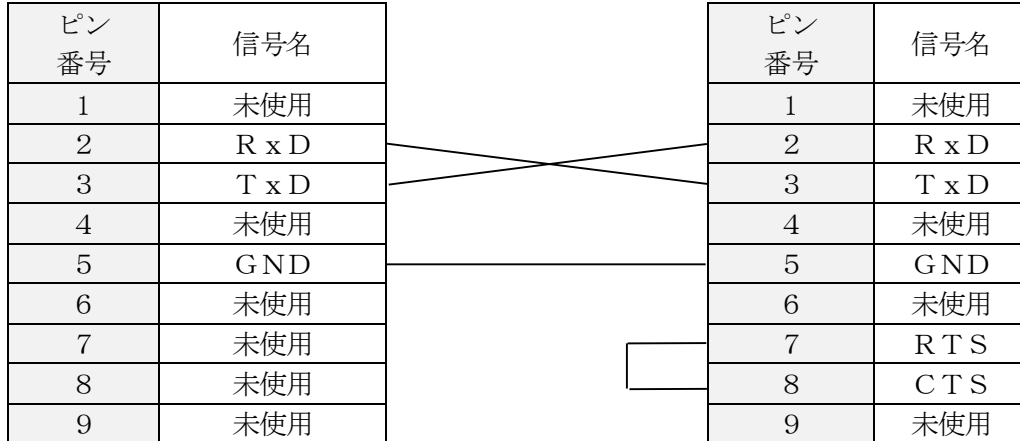 ピン番号 信号名 ピン番号 信号名
1 未使用 1 未使用
2 RxD 2 RxD
3 TxD 3 TxD
4 未使用 4 未使用
5 GND 5 GND
6 未使用 6 未使用
7 未使用 7 RTS
8 未使用 8 CTS
9 未使用 9 未使用